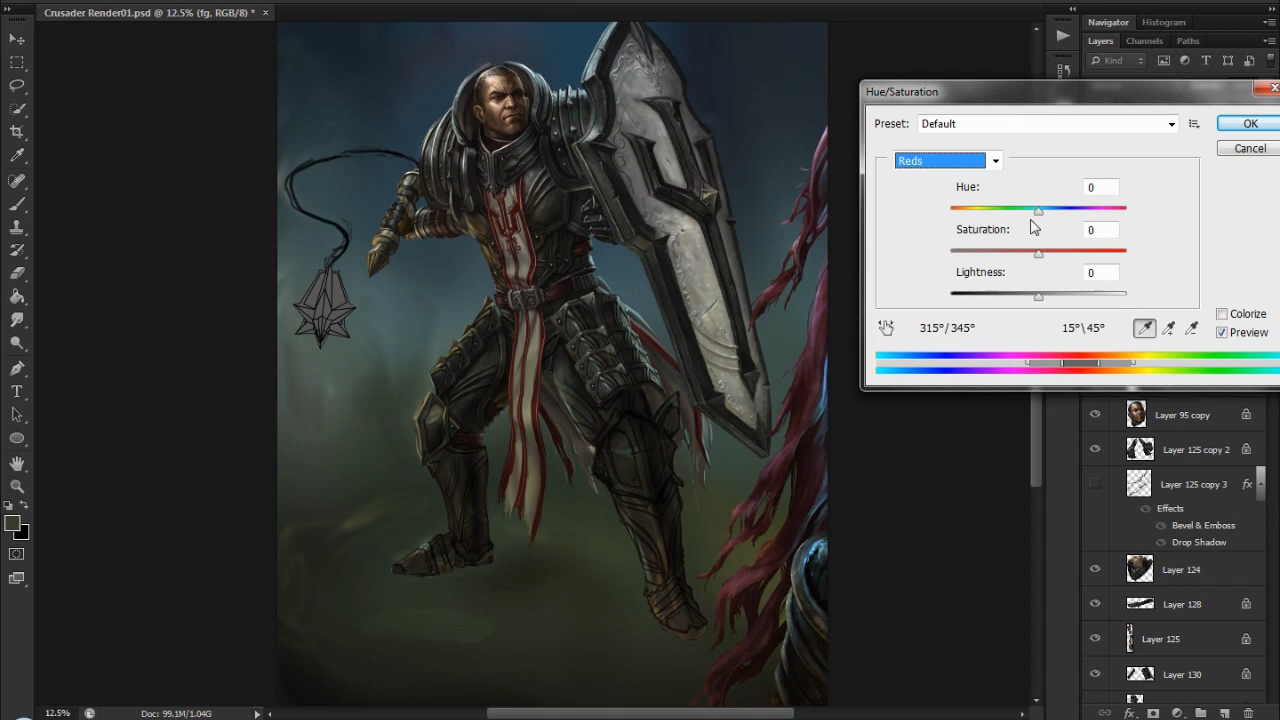 Crusader Render01.psd @ 12.5% (fg, RGB/8) * ×
Navigator Histogram
Layers Channels Paths
Kind
Hue/Saturation
Preset: Default
OK
Cancel
Reds
Hue: 0
Saturation: 0
Lightness: 0
Colorize
315°/345° 15°\45°
Preview
Layer 95 copy
Layer 125 copy 2
Layer 125 copy 3 fx
Effects
Bevel & Emboss
Drop Shadow
Layer 124
Layer 128
Layer 125
Layer 130
12.5% Doc: 99.1M/1.04G
fx